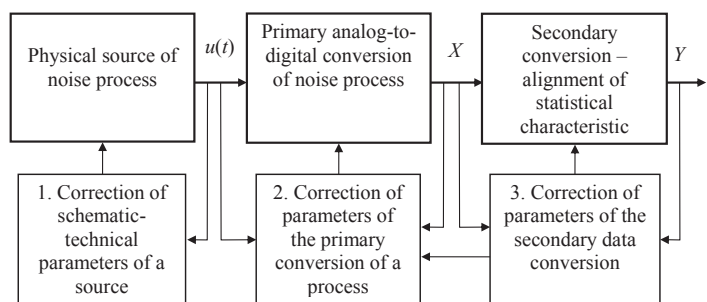 Physical source of
noise process
u(t)
Primary analog-to-
digital conversion
of noise process
X
Secondary
conversion –
alignment of
statistical
characteristic
Y
1. Correction of
schematic-
technical
parameters of a
source
2. Correction of
parameters of
the primary
conversion of a
process
3. Correction of
parameters of the
secondary data
conversion